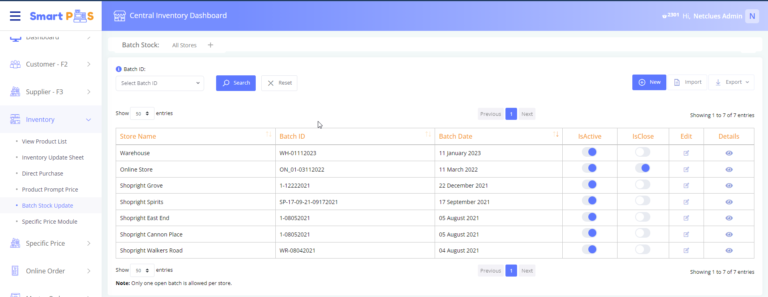 Smart POS
Central Inventory Dashboard
Hi, Netclues Admin N
Dashboard
Customer - F2
Supplier - F3
Inventory
View Product List
Inventory Update Sheet
Direct Purchase
Product Prompt Price
Batch Stock Update
Specific Price Module
Specific Price
Online Order
Batch Stock: All Stores +
Batch ID:
Select Batch ID Search Reset New Import Export
Show 50 entries Previous 1 Next Showing 1 to 7 of 7 entries
Store Name Batch ID Batch Date IsActive IsClose Edit Details
Warehouse WH-01112023 11 January 2023
Online Store ON_01-03112022 11 March 2022
Shopright Grove 1-12222021 22 December 2021
Shopright Spirits SP-17-09-21-09172021 17 September 2021
Shopright East End 1-08052021 05 August 2021
Shopright Cannon Place 1-08052021 05 August 2021
Shopright Walkers Road WR-08042021 04 August 2021
Show 50 entries Previous 1 Next Showing 1 to 7 of 7 entries
Note: Only one open batch is allowed per store.